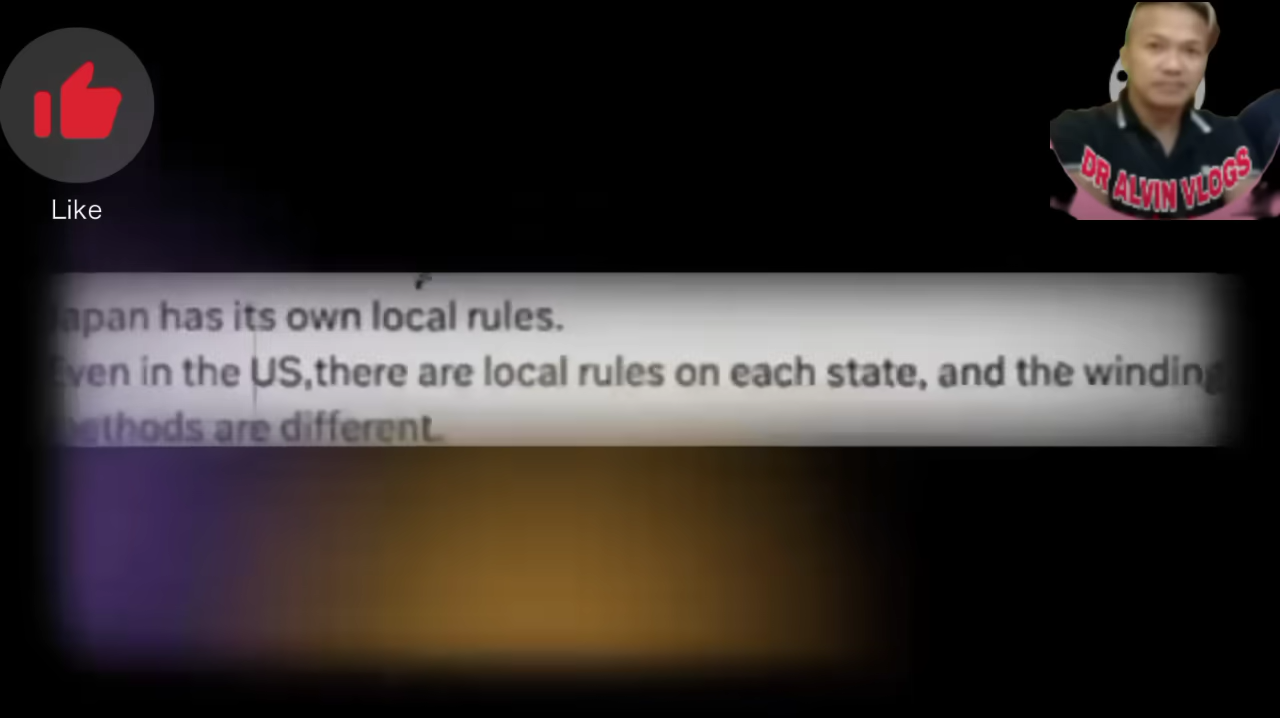 Like
DR ALVIN VLOGS
Japan has its own local rules.
Even in the US,there are local rules on each state, and the winding
methods are different.